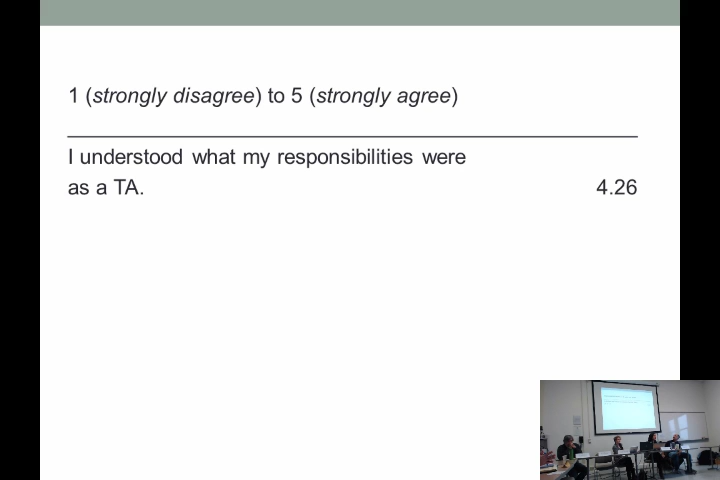 1 (strongly disagree) to 5 (strongly agree)
I understood what my responsibilities were
as a TA. 4.26